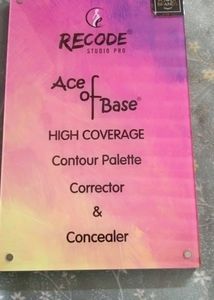 RECODE®
STUDIO PRO
Ace
of
Base®
HIGH COVERAGE
Contour Palette
Corrector
&
Concealer